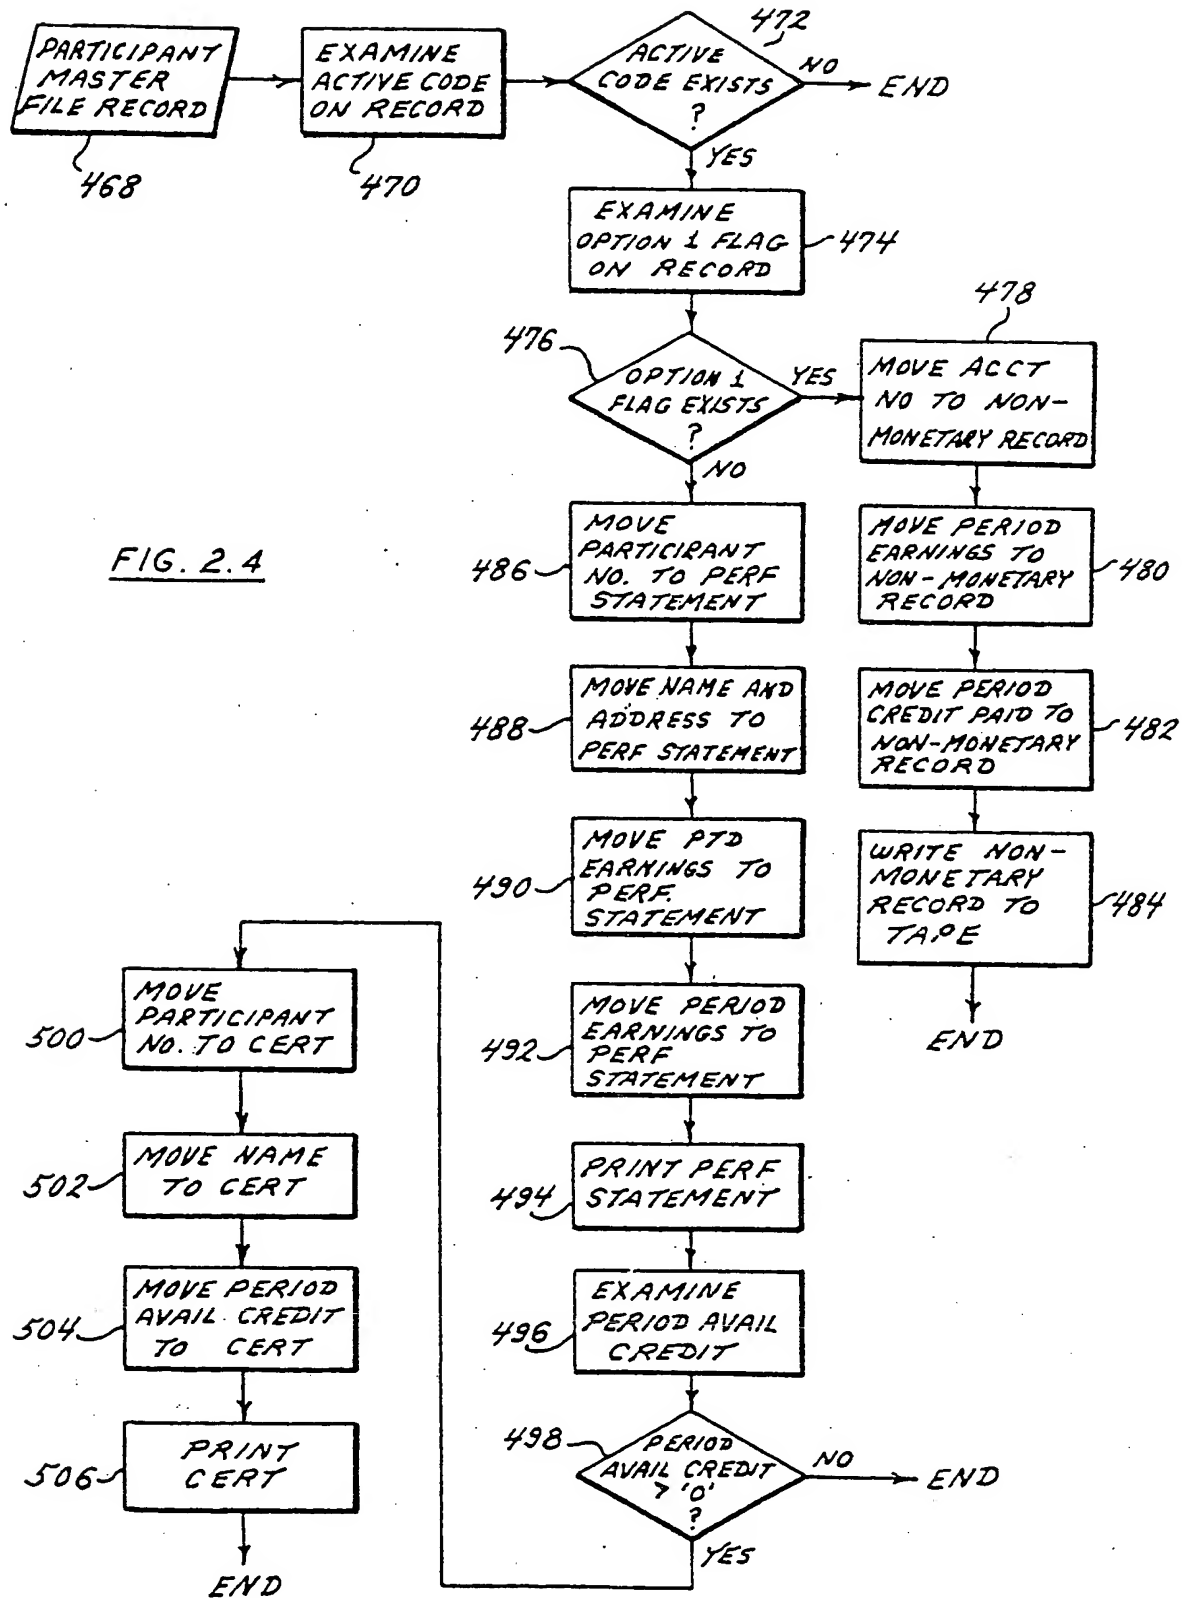 PARTICIPANT
MASTER
FILE RECORD
468
EXAMINE
ACTIVE CODE
ON RECORD
470
472
ACTIVE
CODE EXISTS
?
NO
END
YES
EXAMINE
OPTION 1 FLAG
ON RECORD
474
476
OPTION 1
FLAG EXISTS
?
YES
NO
478
MOVE ACCT
NO TO NON-
MONETARY RECORD
MOVE PERIOD
EARNINGS TO
NON-MONETARY
RECORD
480
MOVE PERIOD
CREDIT PAID TO
NON-MONETARY
RECORD
482
WRITE NON-
MONETARY
RECORD TO
TAPE
484
END
FIG. 2.4
486
MOVE
PARTICIPANT
NO. TO PERF
STATEMENT
488
MOVE NAME AND
ADDRESS TO
PERF STATEMENT
490
MOVE PTD
EARNINGS TO
PERF.
STATEMENT
492
MOVE PERIOD
EARNINGS TO
PERF
STATEMENT
494
PRINT PERF
STATEMENT
496
EXAMINE
PERIOD AVAIL
CREDIT
498
PERIOD
AVAIL CREDIT
> '0'
?
NO
END
YES
500
MOVE
PARTICIPANT
NO. TO CERT
502
MOVE NAME
TO CERT
504
MOVE PERIOD
AVAIL. CREDIT
TO CERT
506
PRINT
CERT
END